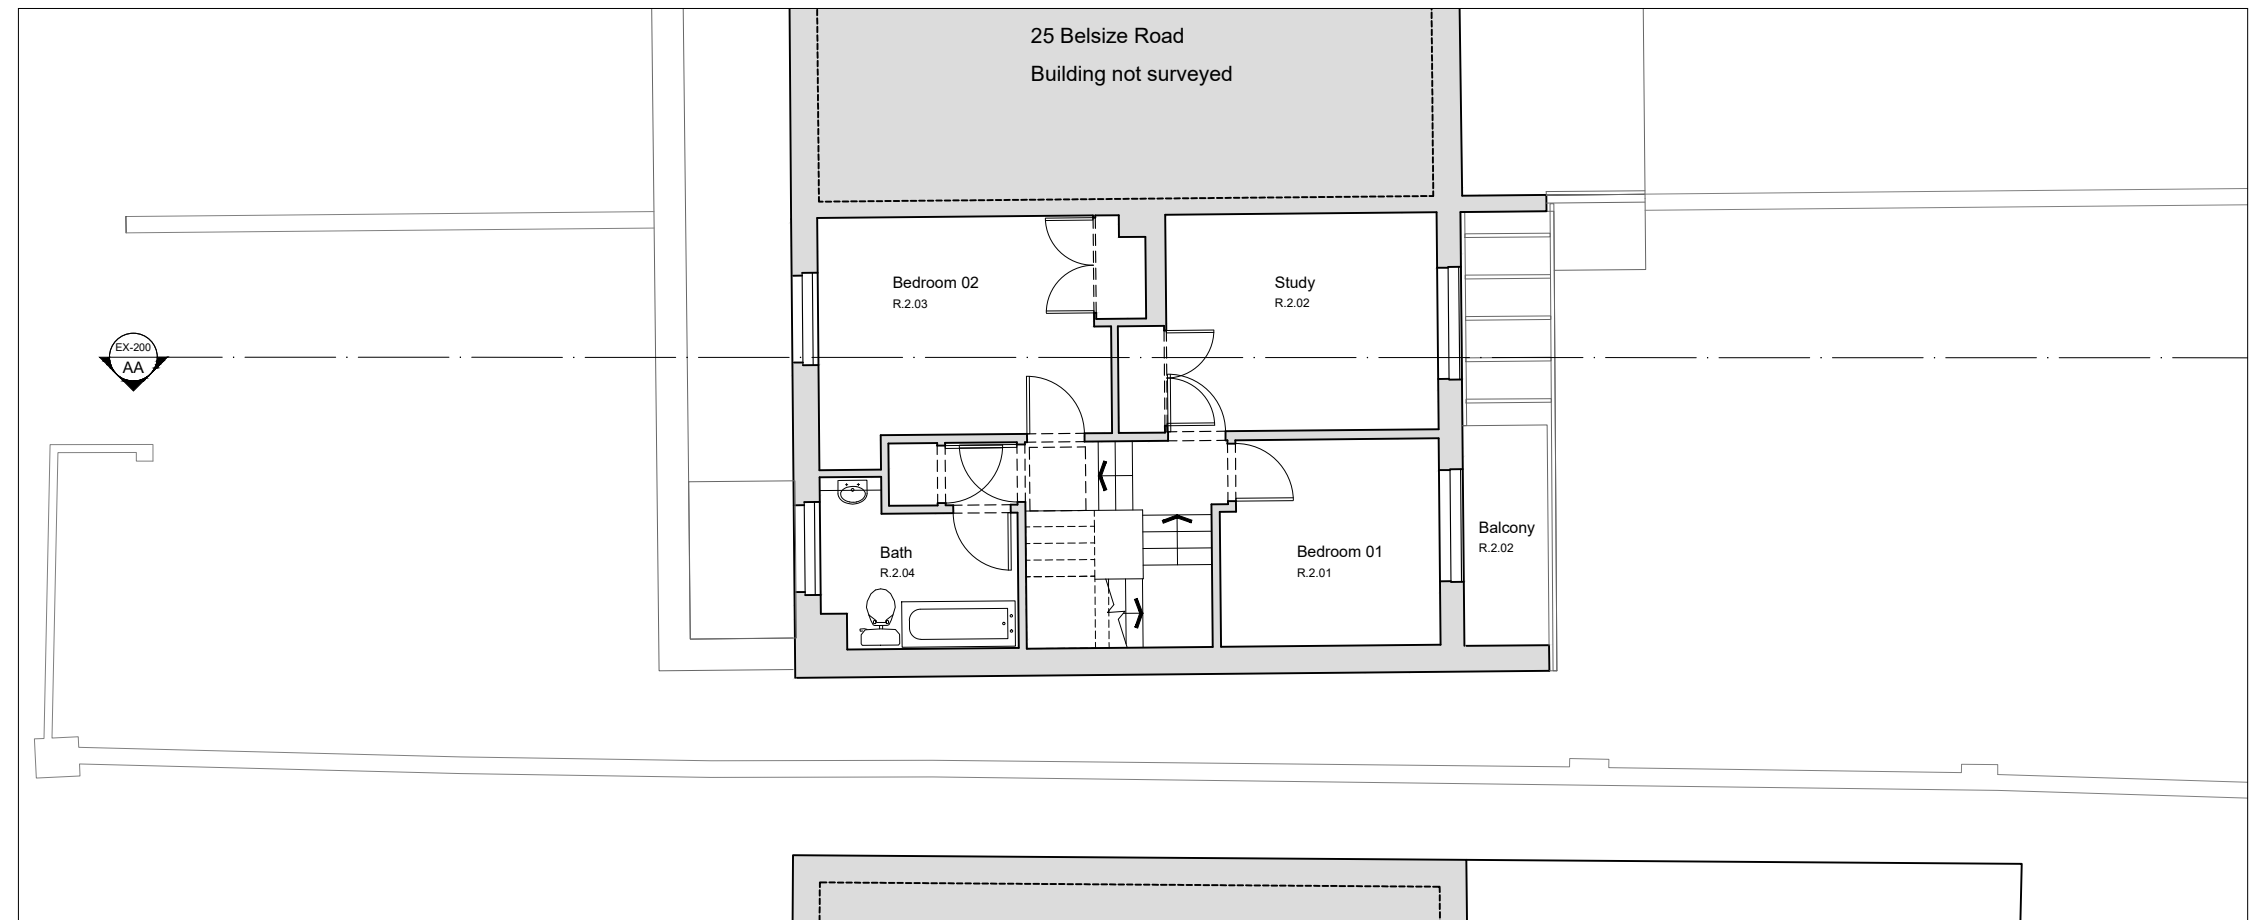 25 Belsize Road
Building not surveyed
Bedroom 02
R.2.03
Study
R.2.02
EX-200
AA
Bath
R.2.04
Bedroom 01
R.2.01
Balcony
R.2.02